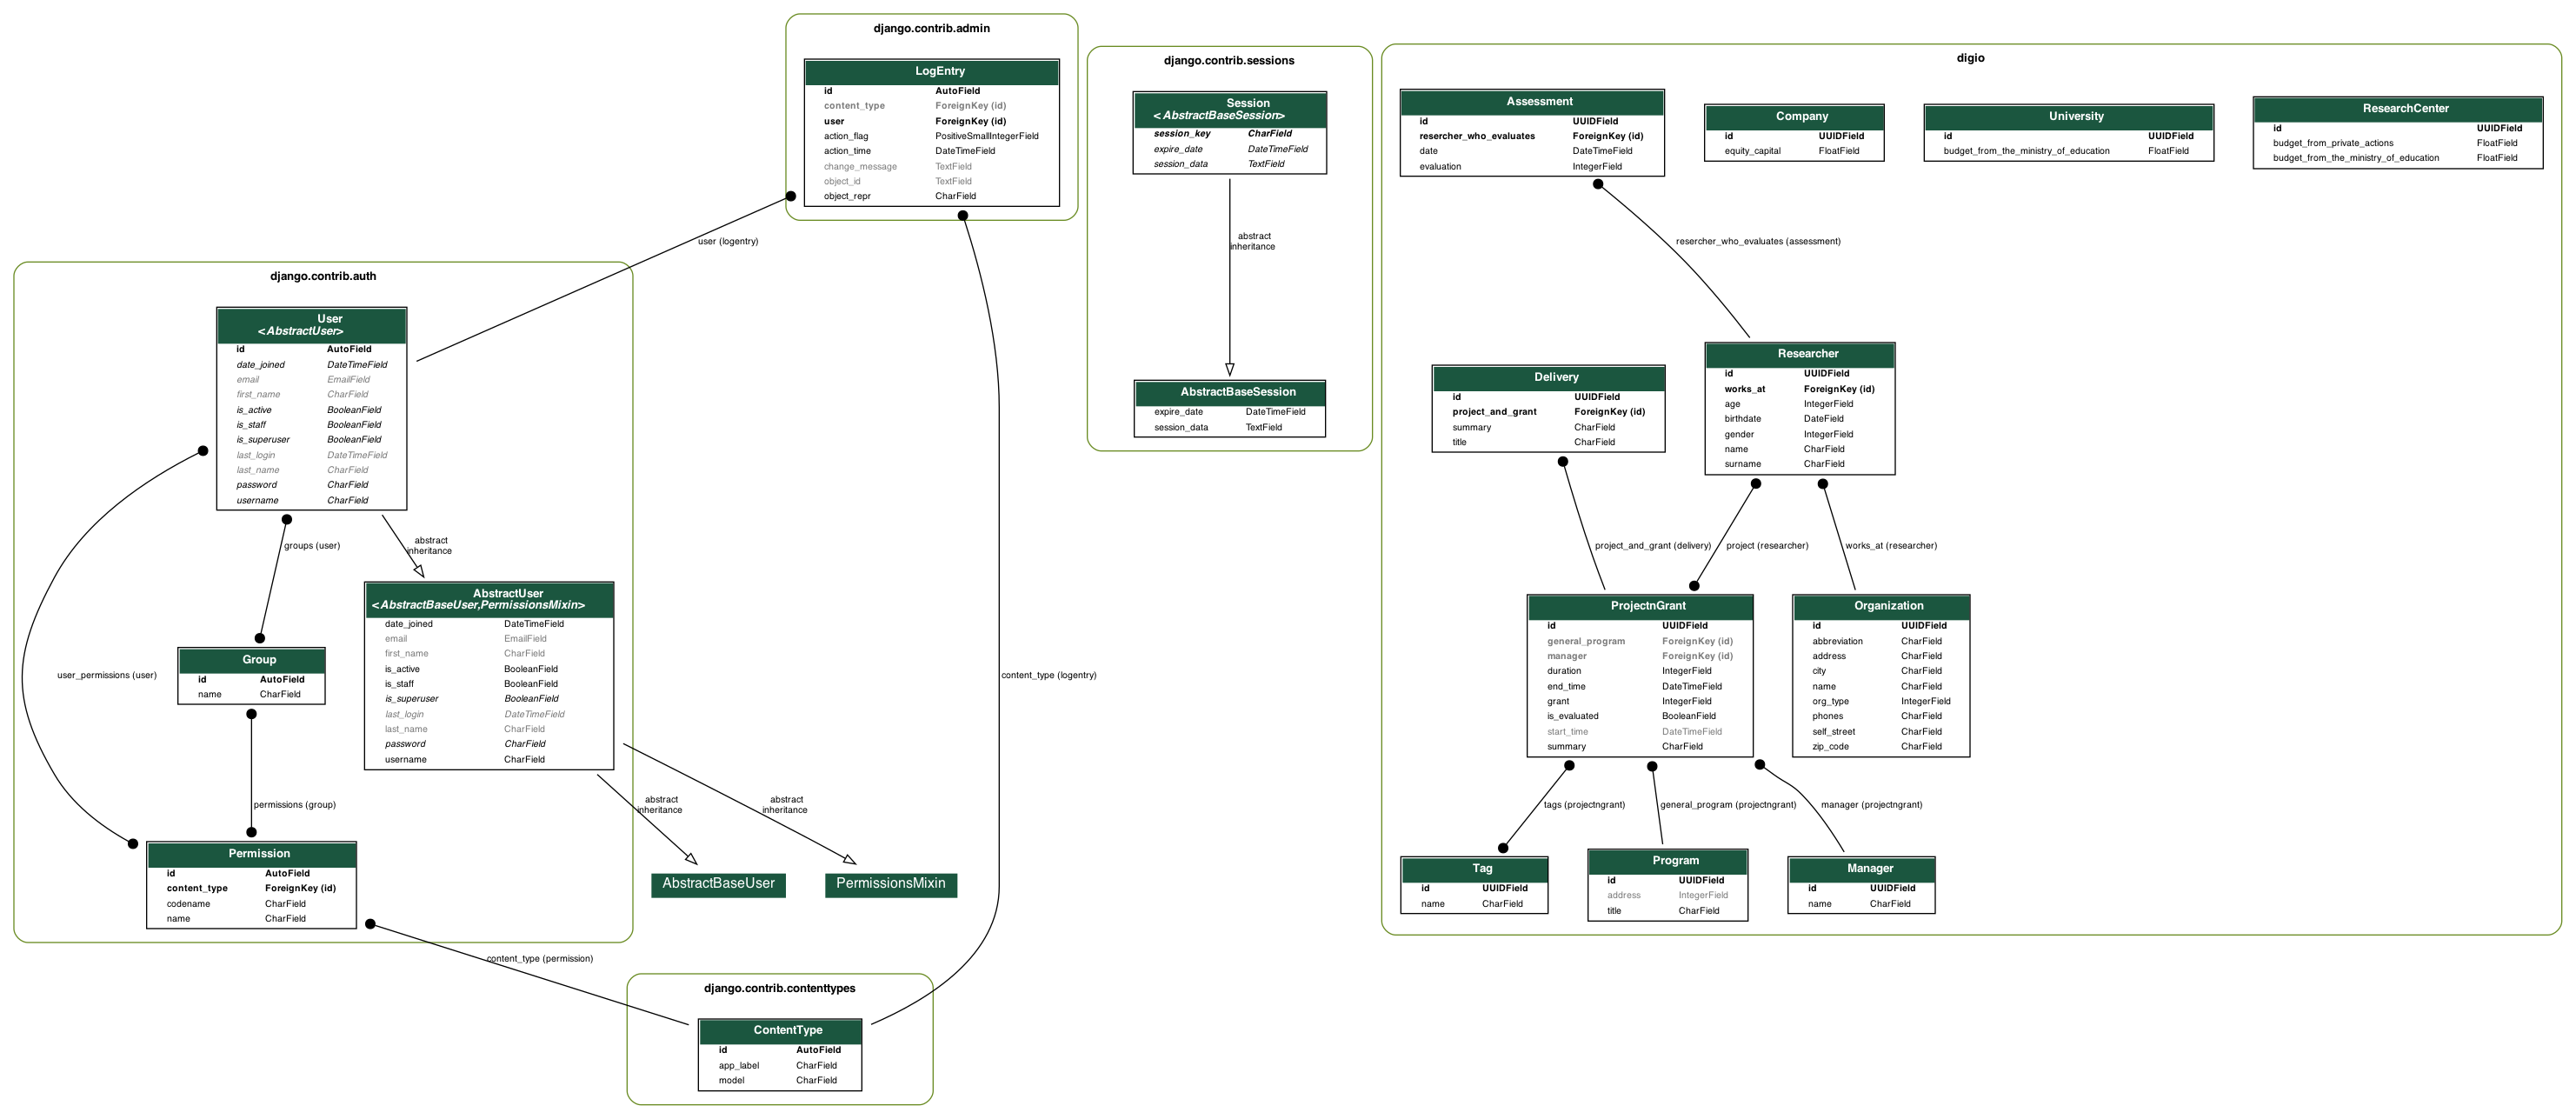 django.contrib.admin
LogEntry
id AutoField
content_type ForeignKey (id)
user ForeignKey (id)
action_flag PositiveSmallIntegerField
action_time DateTimeField
change_message TextField
object_id TextField
object_repr CharField
user (logentry)
content_type (logentry)
django.contrib.auth
User
<AbstractUser>
id AutoField
date_joined DateTimeField
email EmailField
first_name CharField
is_active BooleanField
is_staff BooleanField
is_superuser BooleanField
last_login DateTimeField
last_name CharField
password CharField
username CharField
groups (user)
abstract
inheritance
AbstractUser
<AbstractBaseUser,PermissionsMixin>
date_joined DateTimeField
email EmailField
first_name CharField
is_active BooleanField
is_staff BooleanField
is_superuser BooleanField
last_login DateTimeField
last_name CharField
password CharField
username CharField
user_permissions (user)
Group
id AutoField
name CharField
permissions (group)
abstract
inheritance
abstract
inheritance
Permission
id AutoField
content_type ForeignKey (id)
codename CharField
name CharField
AbstractBaseUser
PermissionsMixin
content_type (permission)
django.contrib.contenttypes
ContentType
id AutoField
app_label CharField
model CharField
django.contrib.sessions
Session
<AbstractBaseSession>
session_key CharField
expire_date DateTimeField
session_data TextField
abstract
inheritance
AbstractBaseSession
expire_date DateTimeField
session_data TextField
digio
Assessment
id UUIDField
resercher_who_evaluates ForeignKey (id)
date DateTimeField
evaluation IntegerField
Company
id UUIDField
equity_capital FloatField
University
id UUIDField
budget_from_the_ministry_of_education FloatField
ResearchCenter
id UUIDField
budget_from_private_actions FloatField
budget_from_the_ministry_of_education FloatField
resercher_who_evaluates (assessment)
Delivery
id UUIDField
project_and_grant ForeignKey (id)
summary CharField
title CharField
Researcher
id UUIDField
works_at ForeignKey (id)
age IntegerField
birthdate DateField
gender IntegerField
name CharField
surname CharField
project_and_grant (delivery)
project (researcher)
works_at (researcher)
ProjectnGrant
id UUIDField
general_program ForeignKey (id)
manager ForeignKey (id)
duration IntegerField
end_time DateTimeField
grant IntegerField
is_evaluated BooleanField
start_time DateTimeField
summary CharField
Organization
id UUIDField
abbreviation CharField
address CharField
city CharField
name CharField
org_type IntegerField
phones CharField
self_street CharField
zip_code CharField
tags (projectngrant)
general_program (projectngrant)
manager (projectngrant)
Tag
id UUIDField
name CharField
Program
id UUIDField
address IntegerField
title CharField
Manager
id UUIDField
name CharField